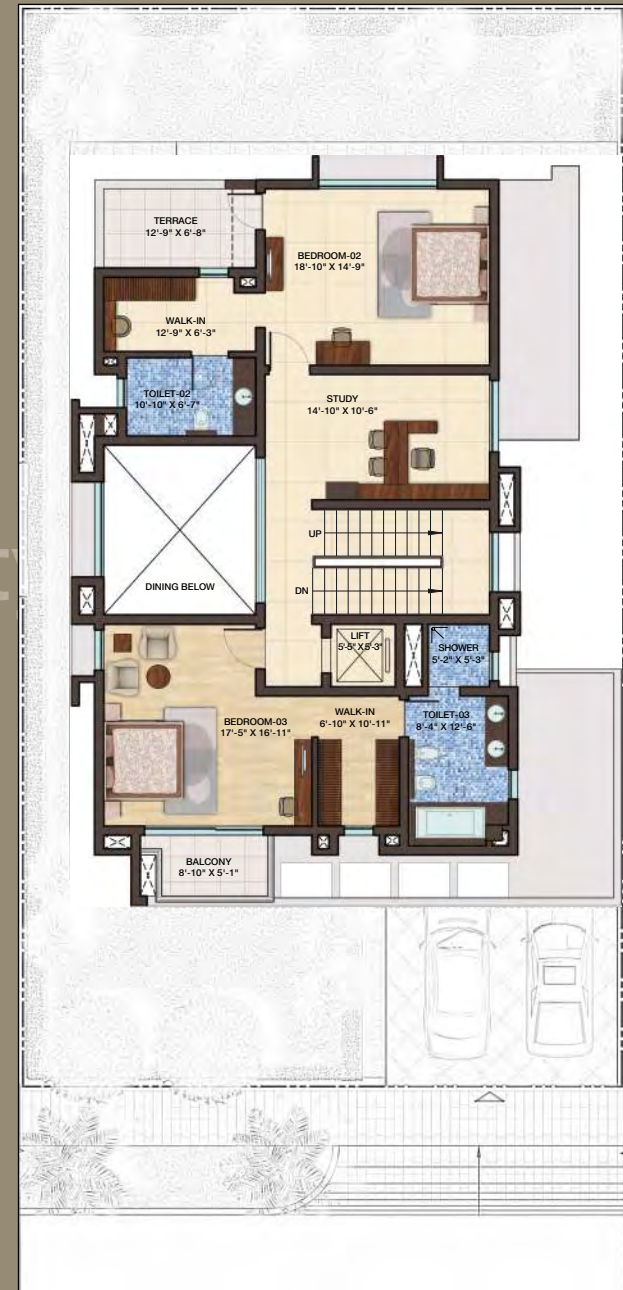 TERRACE
12'-9" X 6'-8"
BEDROOM-02
18'-10" X 14'-9"
WALK-IN
12'-9" X 6'-3"
TOILET-02
10'-10" X 6'-7"
STUDY
14'-10" X 10'-6"
UP
DN
DINING BELOW
LIFT
5'-5" X 5'-3"
SHOWER
5'-2" X 5'-3"
BEDROOM-03
17'-5" X 16'-11"
WALK-IN
6'-10" X 10'-11"
TOILET-03
8'-4" X 12'-6"
BALCONY
8'-10" X 5'-1"